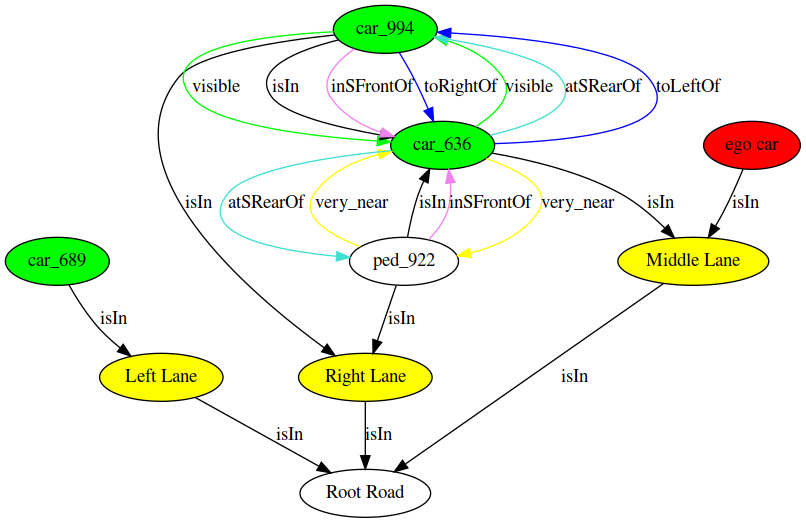 car_994
visible
isIn
inSFrontOf
toRightOf
visible
atSRearOf
toLeftOf
car_636
ego car
isIn
atSRearOf
very_near
isIn
inSFrontOf
very_near
isIn
isIn
car_689
ped_922
Middle Lane
isIn
isIn
Left Lane
Right Lane
isIn
isIn
isIn
Root Road